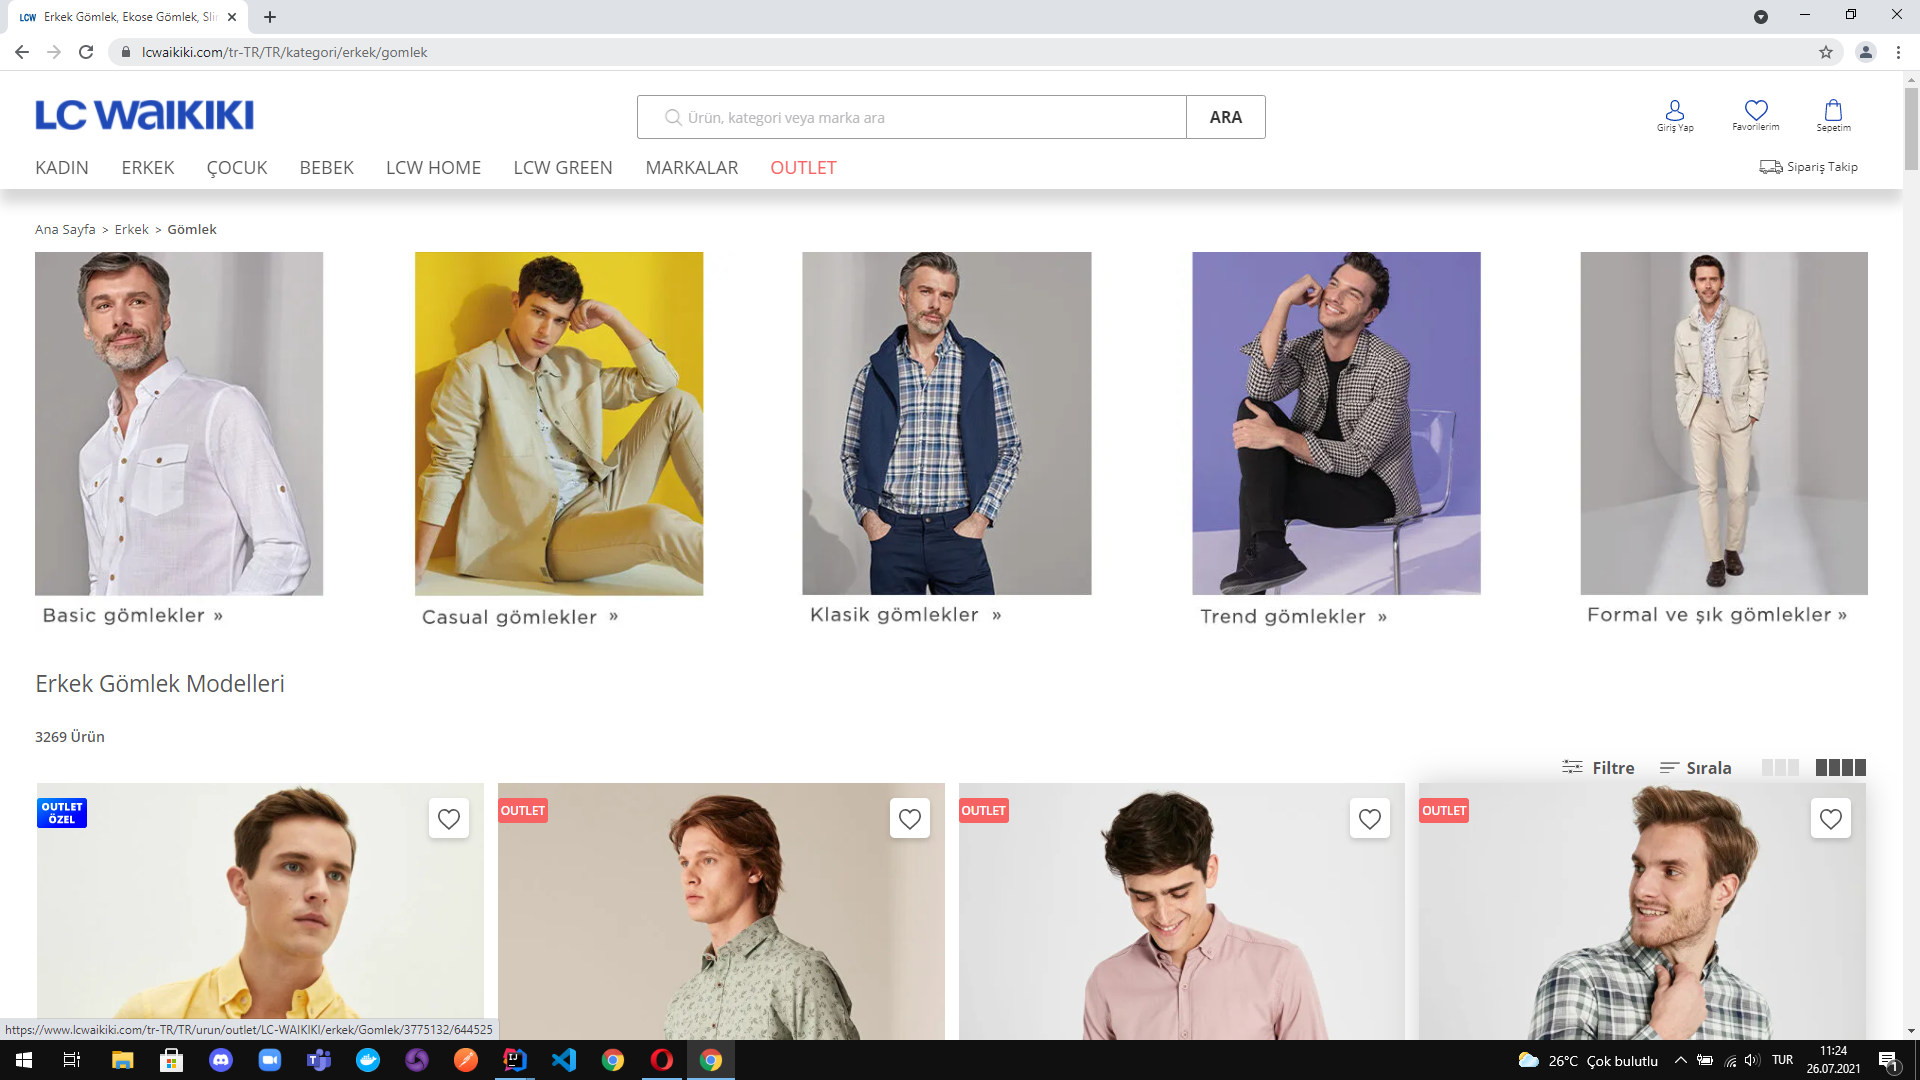 LCW Erkek Gömlek, Ekose Gömlek, Sli
lcwaikiki.com/tr-TR/TR/kategori/erkek/gomlek
LC WAIKIKI
Ürün, kategori veya marka ara
ARA
Giriş Yap
Favorilerim
Sepetim
KADIN ERKEK ÇOCUK BEBEK LCW HOME LCW GREEN MARKALAR OUTLET
Sipariş Takip
Ana Sayfa > Erkek > Gömlek
Basic gömlekler »
Casual gömlekler »
Klasik gömlekler »
Trend gömlekler »
Formal ve şık gömlekler »
Erkek Gömlek Modelleri
3269 Ürün
Filtre
Sırala
OUTLET
ÖZEL
OUTLET
OUTLET
OUTLET
https://www.lcwaikiki.com/tr-TR/TR/urun/outlet/LC-WAIKIKI/erkek/Gomlek/3775132/644525
26°C Çok bulutlu
TUR
11:24
26.07.2021
1